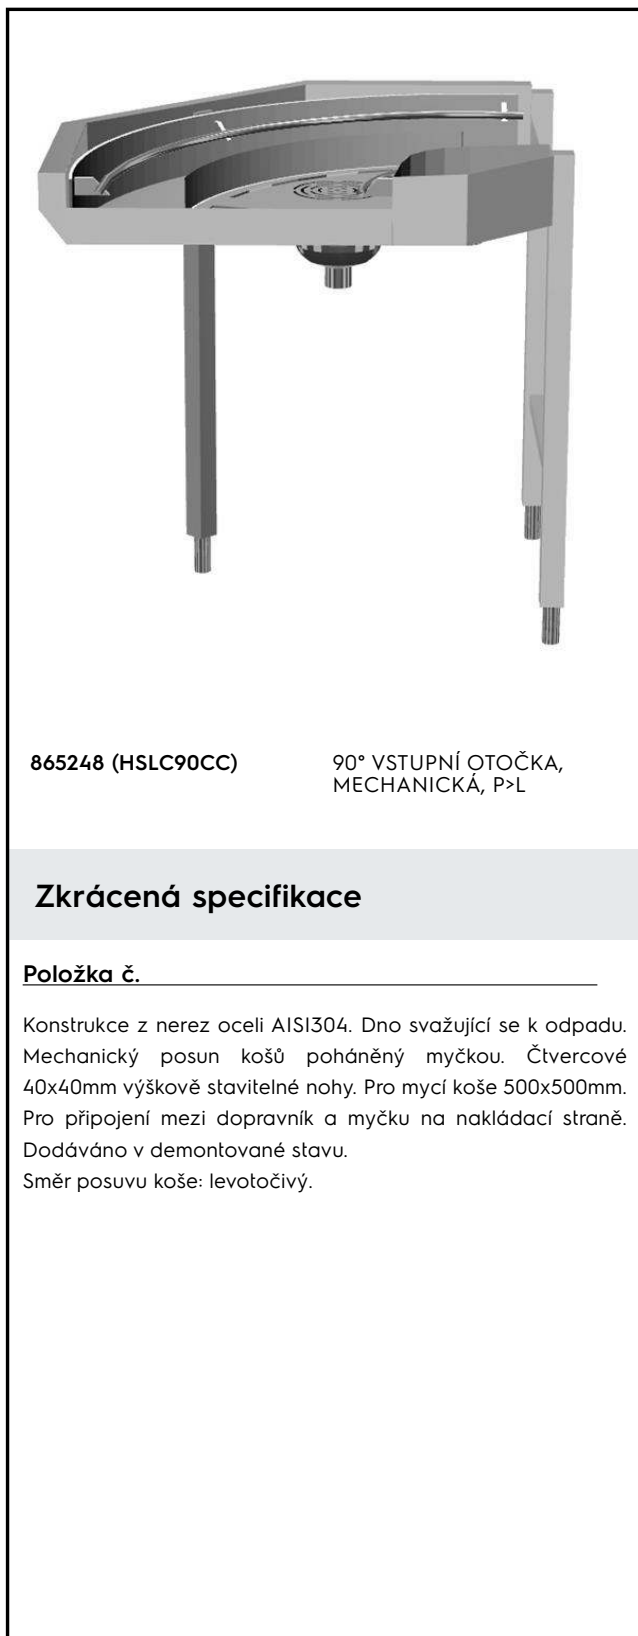 865248 (HSLC90CC)
90° VSTUPNÍ OTOČKA,
MECHANICKÁ, P>L
Zkrácená specifikace
Položka č.
Konstrukce z nerez oceli AISI304. Dno svažující se k odpadu.
Mechanický posun košů poháněný myčkou. Čtvercové
40x40mm výškově stavitelné nohy. Pro mycí koše 500x500mm.
Pro připojení mezi dopravník a myčku na nakládací straně.
Dodáváno v demontované stavu.
Směr posuvu koše: levotočivý.